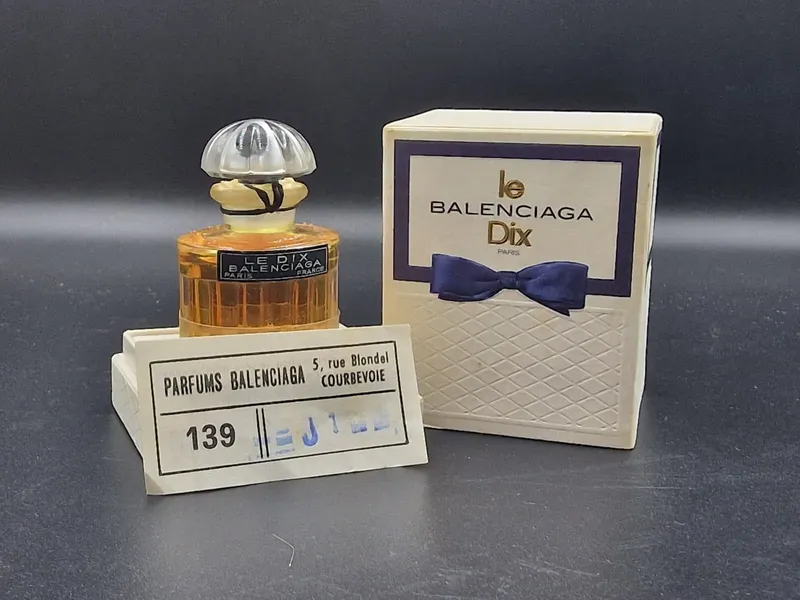 le
BALENCIAGA
Dix
PARIS
LE DIX
BALENCIAGA
PARIS FRANCE
PARFUMS BALENCIAGA 5, rue Blondel
COURBEVOIE
139